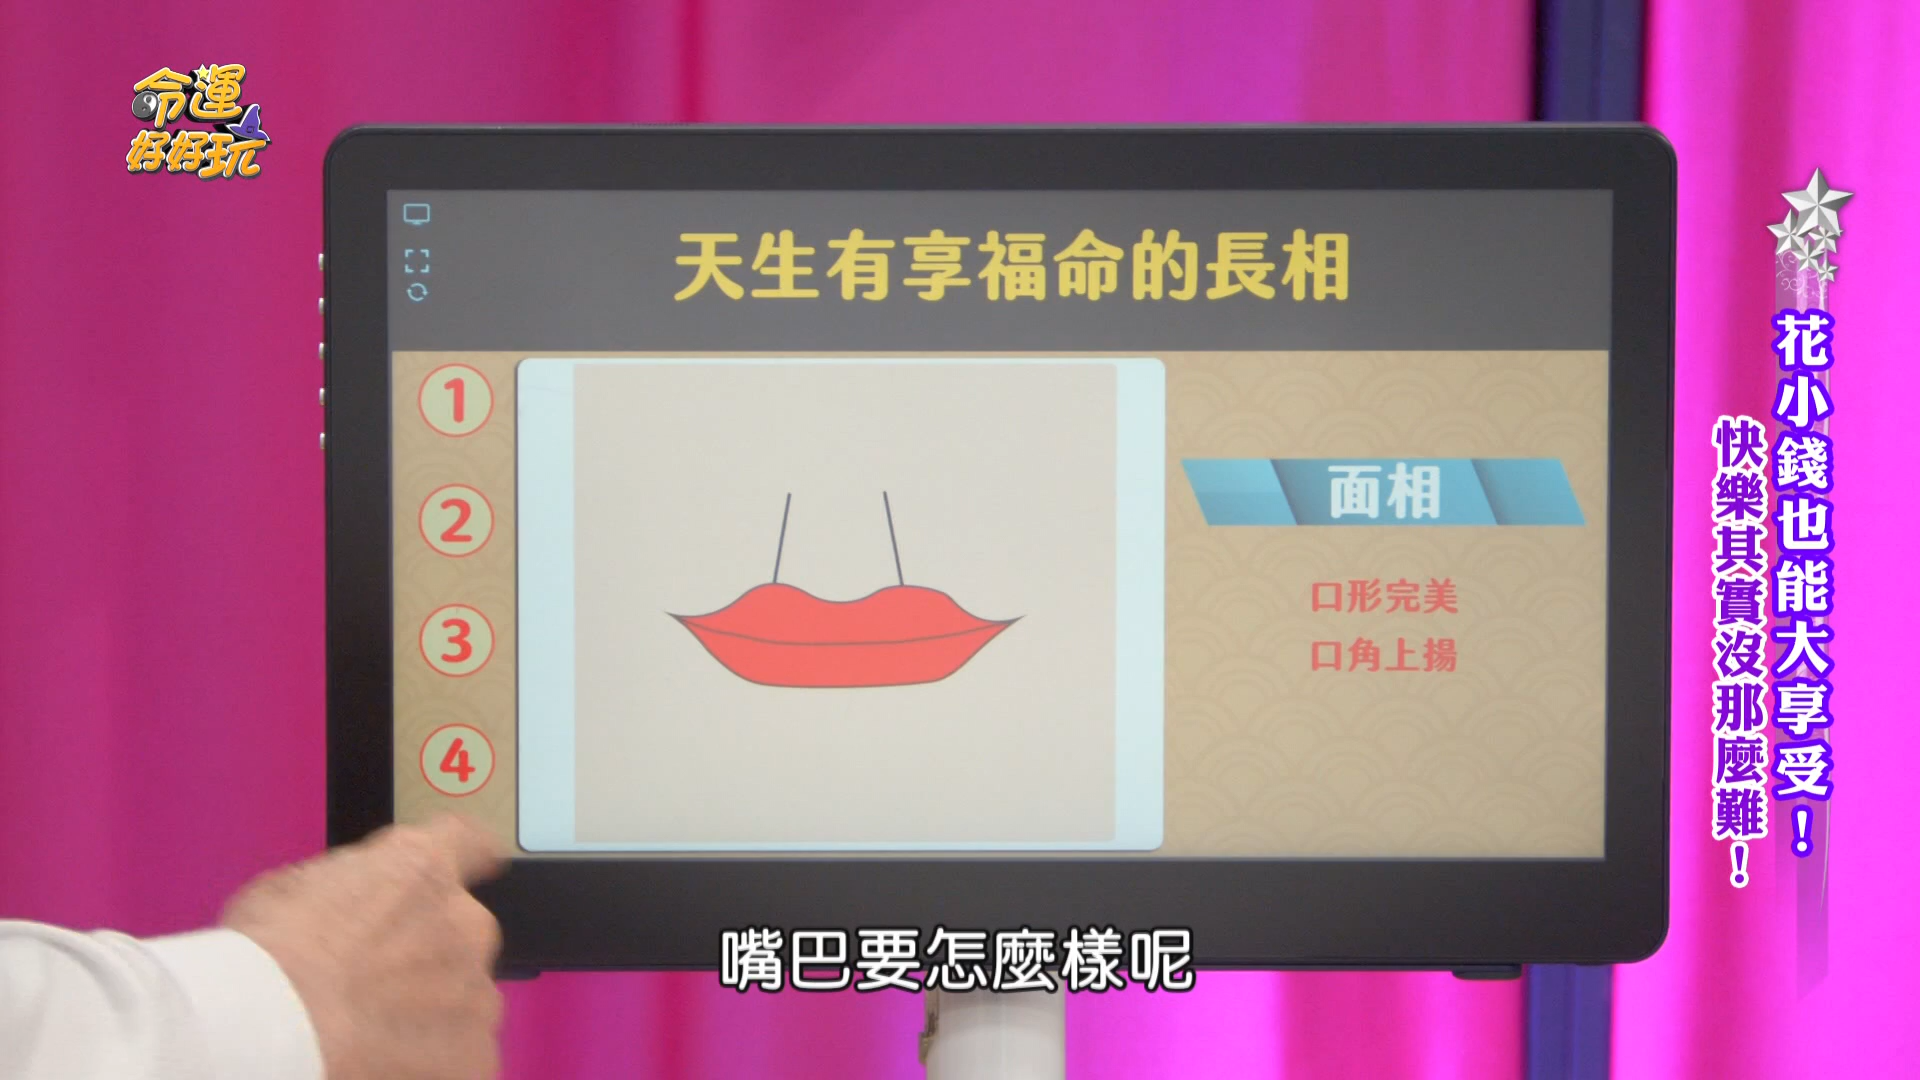 命運
好好玩
天生有享福命的長相
1
2
3
4
面相
口形完美
口角上揚
花小錢也能大享受！
快樂其實沒那麼難！
嘴巴要怎麼樣呢